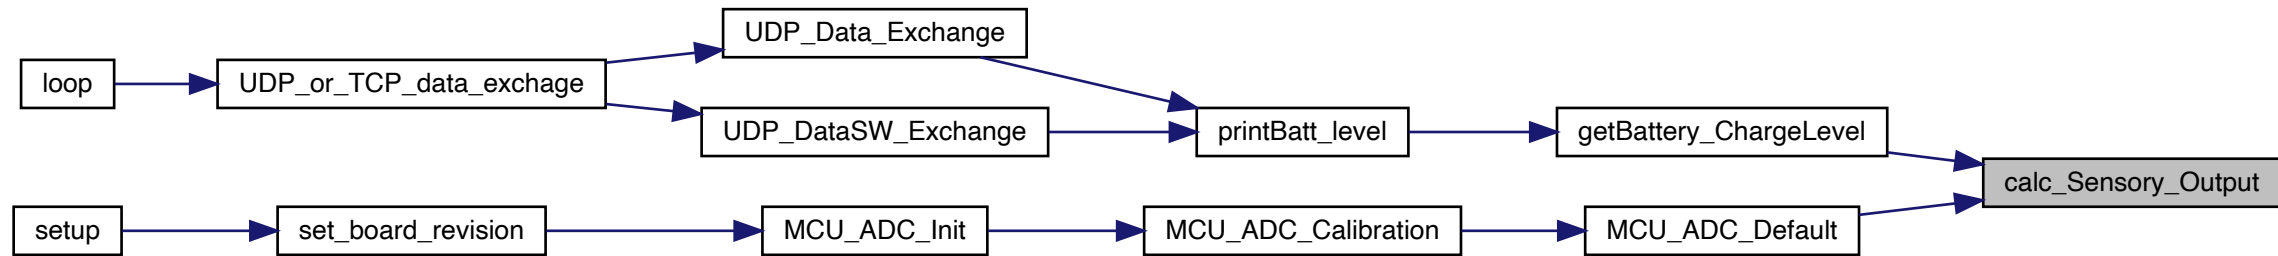 UDP_Data_Exchange
loop
UDP_or_TCP_data_exchage
UDP_DataSW_Exchange
printBatt_level
getBattery_ChargeLevel
calc_Sensory_Output
setup
set_board_revision
MCU_ADC_Init
MCU_ADC_Calibration
MCU_ADC_Default